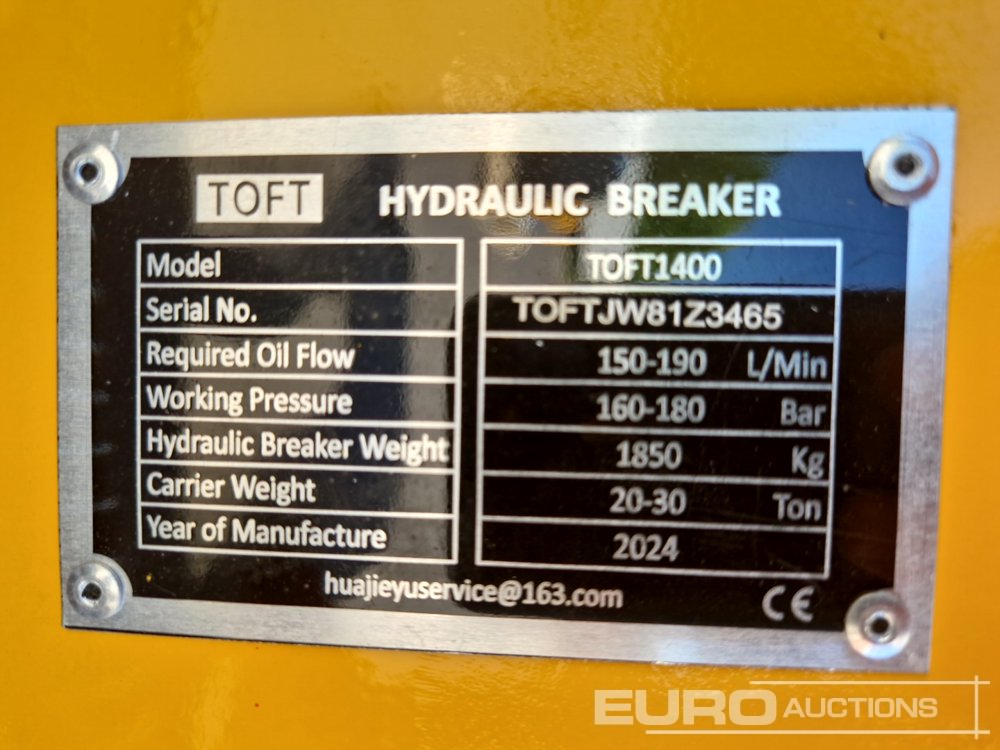 TOFT HYDRAULIC BREAKER
Model TOFT1400
Serial No. TOFTJW81Z3465
Required Oil Flow 150-190 L/Min
Working Pressure 160-180 Bar
Hydraulic Breaker Weight 1850 Kg
Carrier Weight 20-30 Ton
Year of Manufacture 2024
huajieyuservice@163.com CE
EURO AUCTIONS